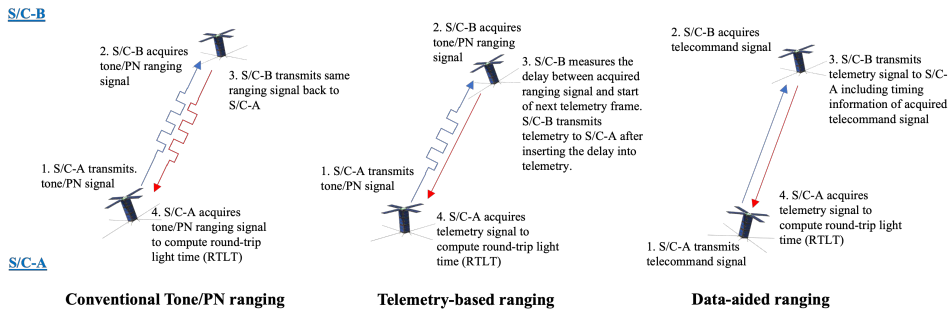 S/C-B
2. S/C-B acquires
tone/PN ranging
signal
3. S/C-B transmits same
ranging signal back to
S/C-A
1. S/C-A transmits.
tone/PN signal
4. S/C-A acquires
tone/PN ranging signal
to compute round-trip
light time (RTLT)
S/C-A
Conventional Tone/PN ranging
2. S/C-B acquires
tone/PN ranging
signal
3. S/C-B measures the
delay between acquired
ranging signal and start
of next telemetry frame.
S/C-B transmits
telemetry to S/C-A after
inserting the delay into
telemetry.
1. S/C-A transmits
tone/PN signal
4. S/C-A acquires
telemetry signal to
compute round-trip light
time (RTLT)
Telemetry-based ranging
2. S/C-B acquires
telecommand signal
3. S/C-B transmits
telemetry signal to S/C-
A including timing
information of acquired
telecommand signal
4. S/C-A acquires
telemetry signal to
compute round-trip light
time (RTLT)
1. S/C-A transmits
telecommand signal
Data-aided ranging